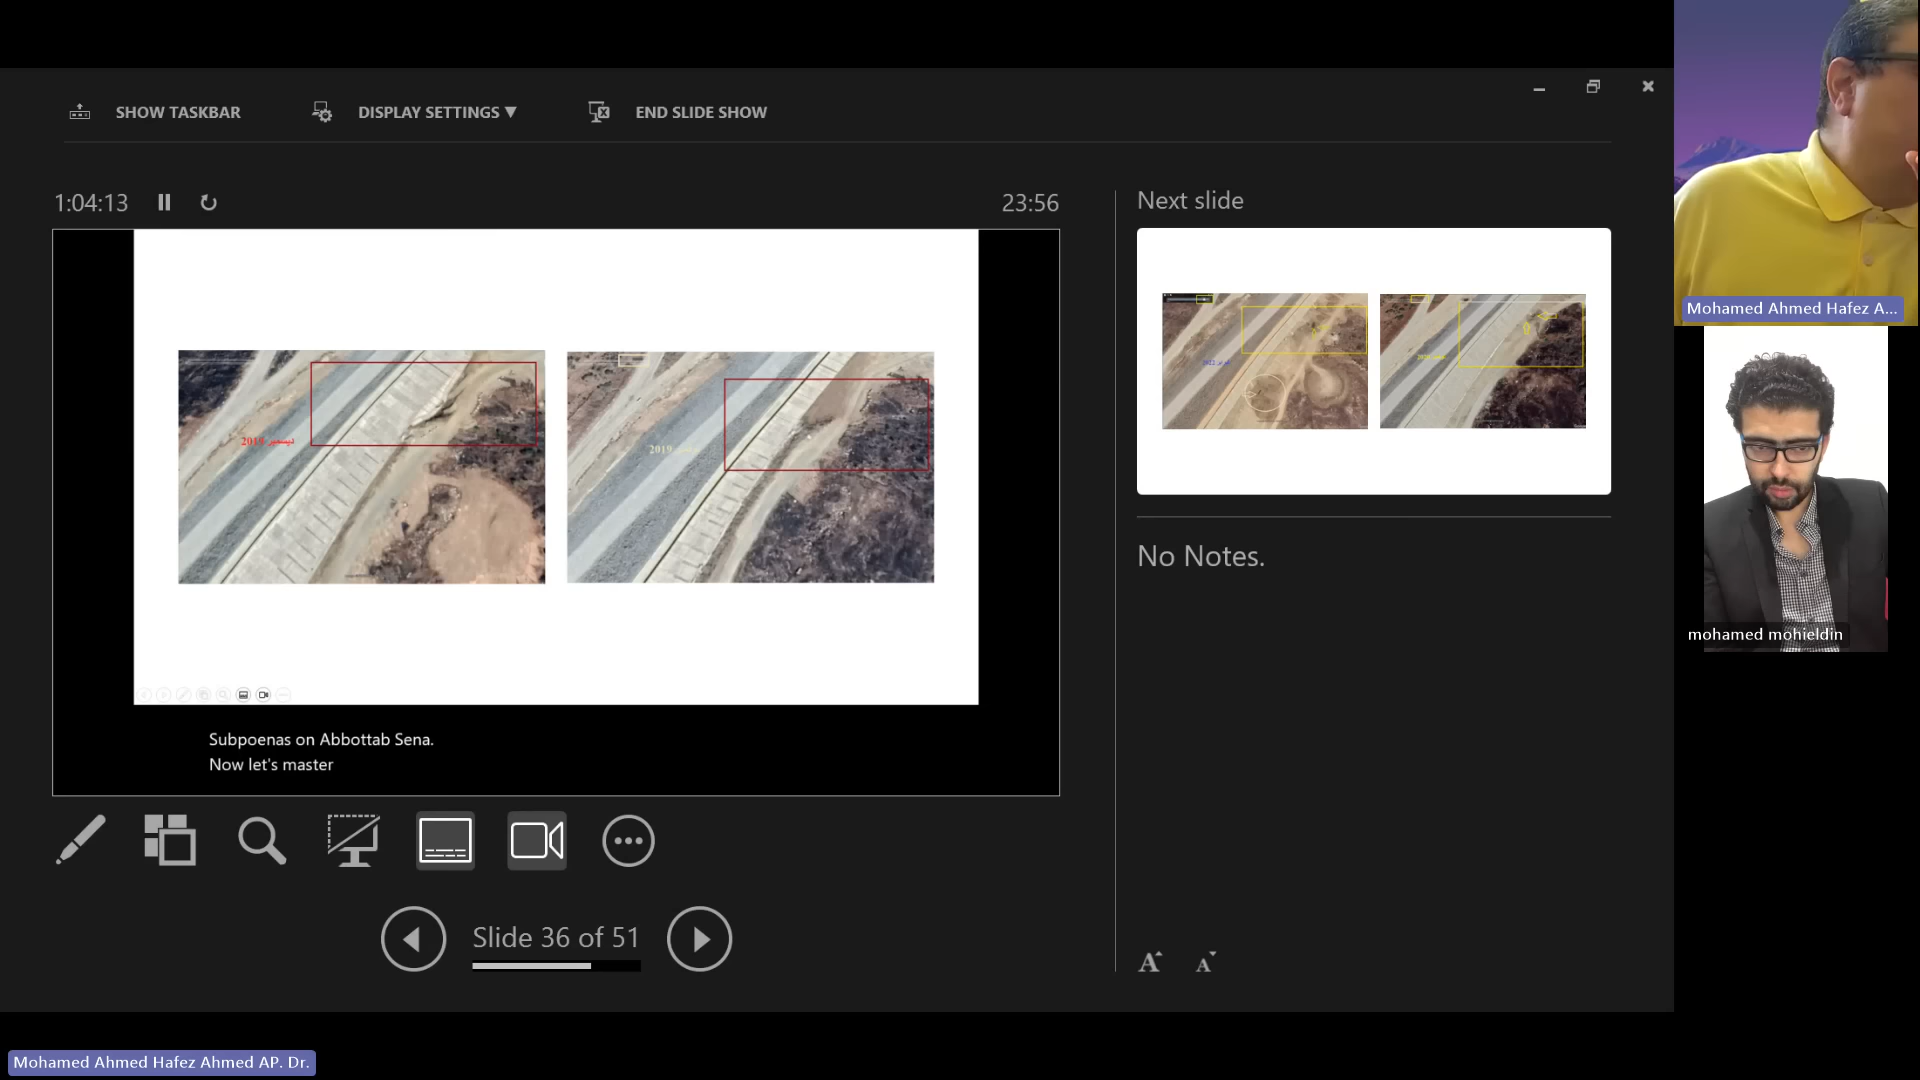 SHOW TASKBAR
DISPLAY SETTINGS ▼
END SLIDE SHOW
1:04:13
23:56
ديسمبر 2019
2019
Subpoenas on Abbottab Sena.
Now let's master
Slide 36 of 51
Next slide
No Notes.
A A
Mohamed Ahmed Hafez A...
mohamed mohieldin
Mohamed Ahmed Hafez Ahmed AP. Dr.